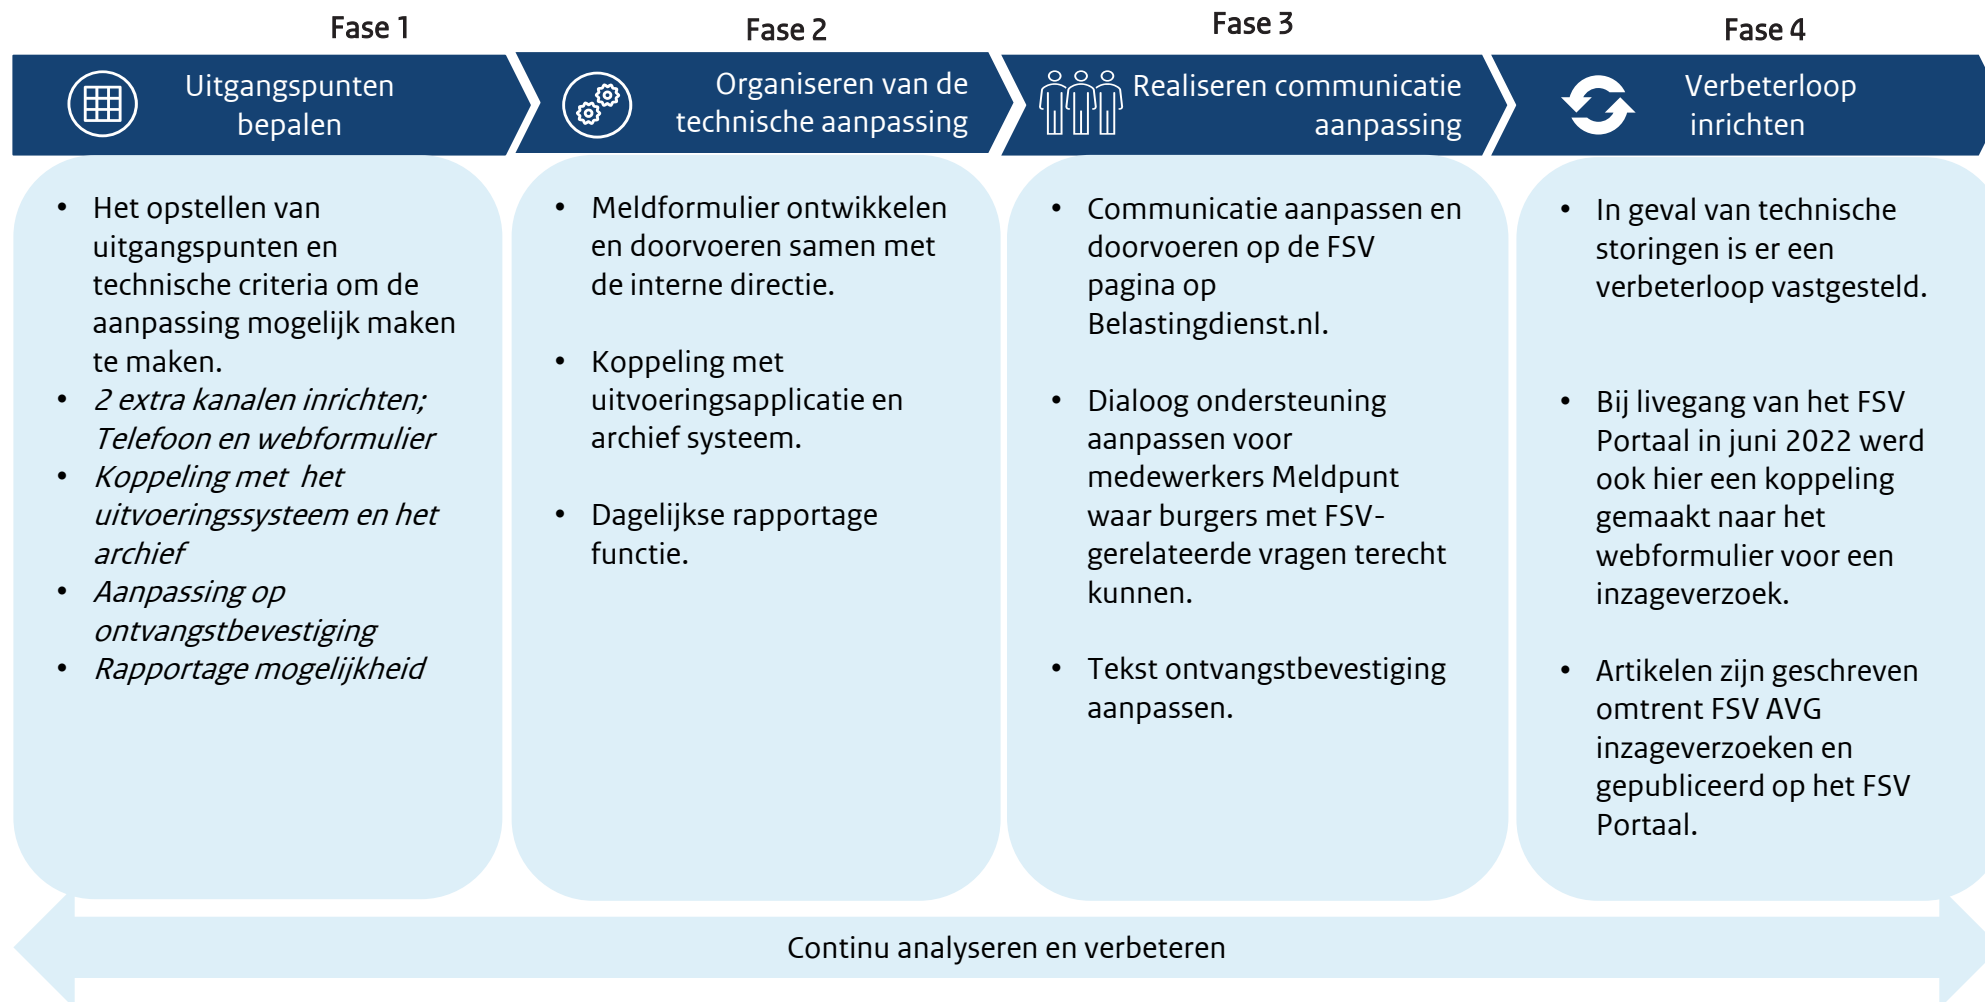 Fase 1
Uitgangspunten
bepalen
• Het opstellen van
uitgangspunten en
technische criteria om de
aanpassing mogelijk maken
te maken.
• 2 extra kanalen inrichten;
Telefoon en webformulier
• Koppeling met het
uitvoeringssysteem en het
archief
• Aanpassing op
ontvangstbevestiging
• Rapportage mogelijkheid
Fase 2
Organiseren van de
technische aanpassing
• Meldformulier ontwikkelen
en doorvoeren samen met
de interne directie.
• Koppeling met
uitvoeringsapplicatie en
archief systeem.
• Dagelijkse rapportage
functie.
Fase 3
Realiseren communicatie
aanpassing
• Communicatie aanpassen en
doorvoeren op de FSV
pagina op
Belastingdienst.nl.
• Dialoog ondersteuning
aanpassen voor
medewerkers Meldpunt
waar burgers met FSV-
gerelateerde vragen terecht
kunnen.
• Tekst ontvangstbevestiging
aanpassen.
Fase 4
Verbeterloop
inrichten
• In geval van technische
storingen is er een
verbeterloop vastgesteld.
• Bij livegang van het FSV
Portaal in juni 2022 werd
ook hier een koppeling
gemaakt naar het
webformulier voor een
inzageverzoek.
• Artikelen zijn geschreven
omtrent FSV AVG
inzageverzoeken en
gepubliceerd op het FSV
Portaal.
Continu analyseren en verbeteren